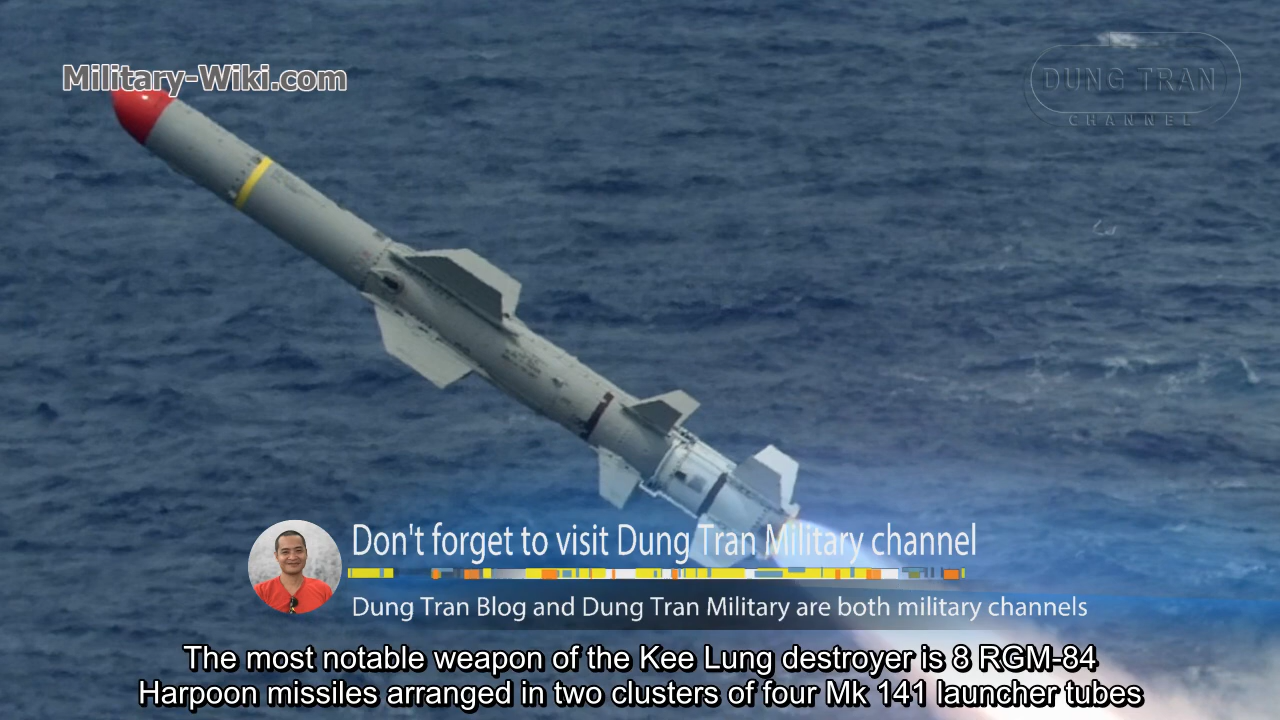 Military-Wiki.com
DUNG TRAN
CHANNEL
Don't forget to visit Dung Tran Military channel
Dung Tran Blog and Dung Tran Military are both military channels
The most notable weapon of the Kee Lung destroyer is 8 RGM-84
Harpoon missiles arranged in two clusters of four Mk 141 launcher tubes